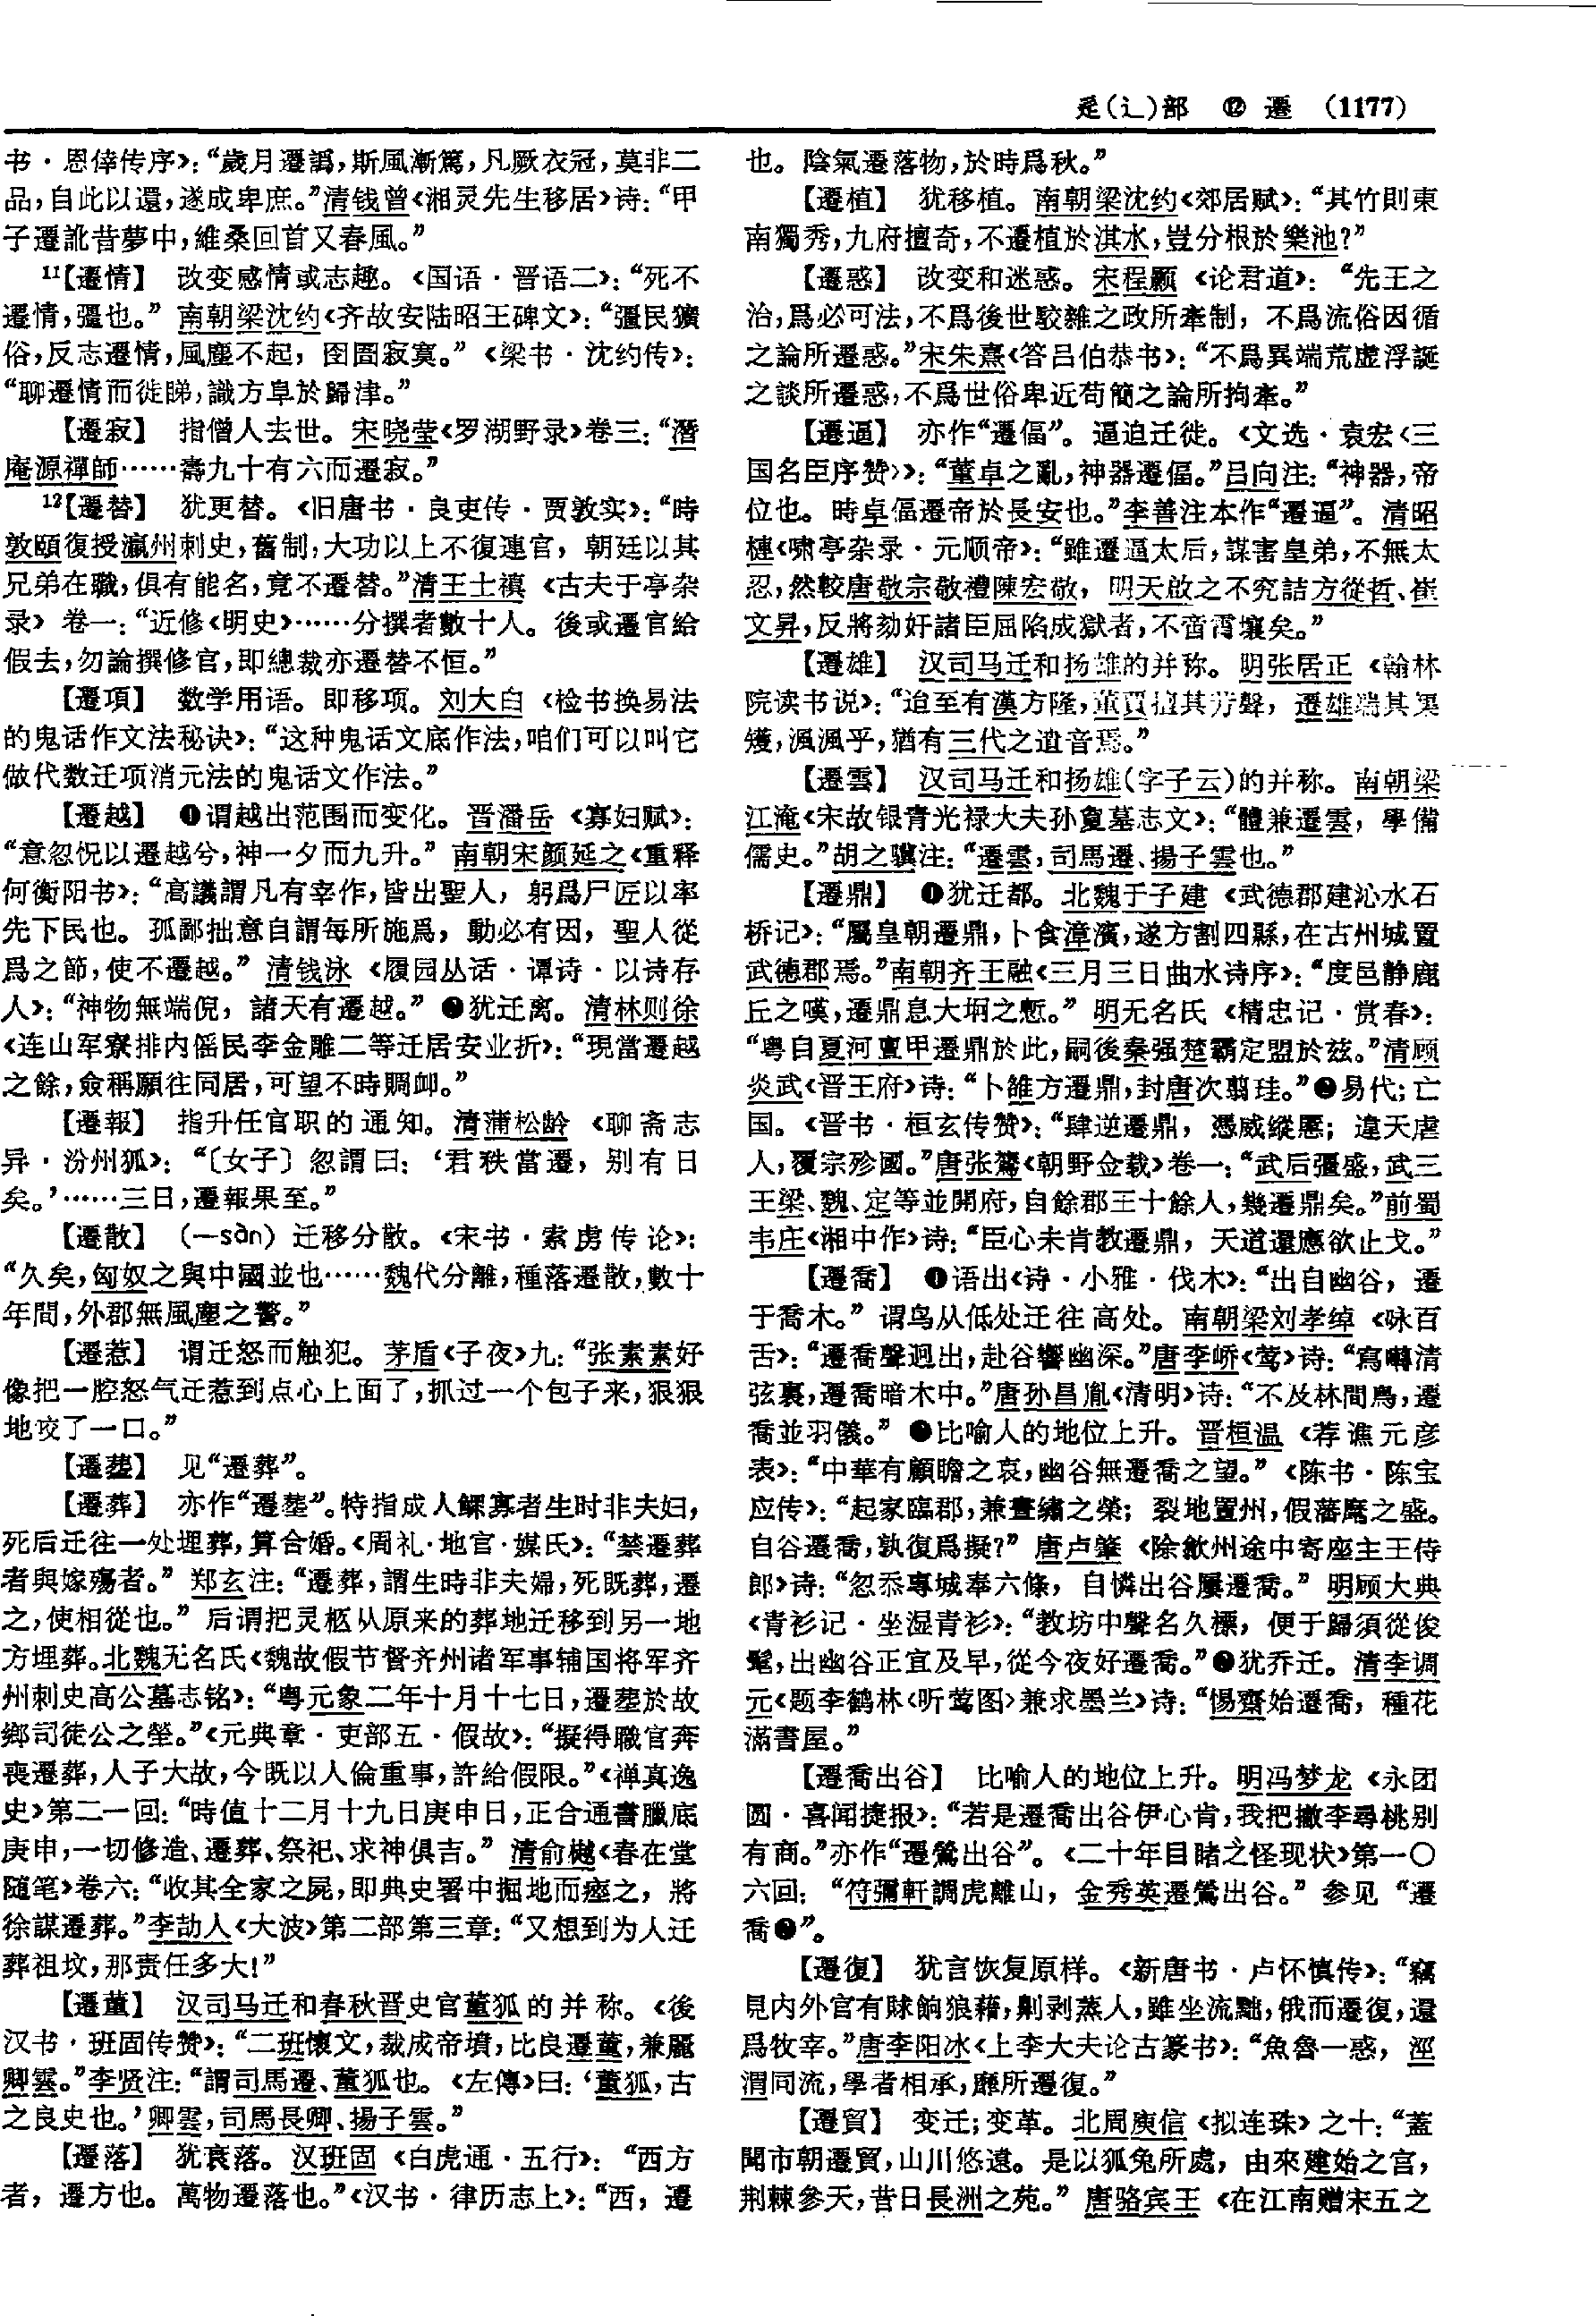 辵(辶)部 ⑫ 遷 (1177)
书·恩倖传序》：“歲月遷譌，斯風漸篤，凡厥衣冠，莫非二
品，自此以還，遂成卑庶。”清钱曾《湘灵先生移居》诗：“甲
子遷訛昔夢中，維桑回首又春風。”
11【遷情】 改变感情或志趣。《国语·晋语二》：“死不
遷情，彊也。” 南朝梁沈约《齐故安陆昭王碑文》：“彊民獷
俗，反志遷情，風塵不起，囹圄寂寞。”《梁书·沈约传》：
“聊遷情而徙睇，識方阜於歸津。”
【遷寂】 指僧人去世。宋晓莹《罗湖野录》卷三：“潛
庵源禪師……壽九十有六而遷寂。”
12【遷替】 犹更替。《旧唐书·良吏传·贾敦实》：“時
敦頤復授瀛州刺史，舊制，大功以上不復連官，朝廷以其
兄弟在職，俱有能名，竟不遷替。”清王士禛《古夫于亭杂
录》卷一：“近修《明史》……分撰者數十人。後或遷官給
假去，勿論撰修官，即總裁亦遷替不恒。”
【遷項】 数学用语。即移项。刘大白《检书换易法
的鬼话作文法秘诀》：“这种鬼话文底作法，咱们可以叫它
做代数迁项消元法的鬼话文作法。”
【遷越】 ❶谓越出范围而变化。晋潘岳《寡妇赋》：
“意忽怳以遷越兮，神一夕而九升。” 南朝宋颜延之《重释
何衡阳书》：“高議謂凡有宰作，皆出聖人，躬爲尸匠以率
先下民也。孤鄙拙意自謂每所施爲，動必有因，聖人從
爲之節，使不遷越。” 清钱泳《履园丛话·谭诗·以诗存
人》：“神物無端倪，諸天有遷越。”❷犹迁离。清林则徐
《连山军寮排内傜民李金雕二等迁居安业折》：“現當遷越
之餘，僉稱願往同居，可望不時賙卹。”
【遷報】 指升任官职的通知。清蒲松龄《聊斋志
异·汾州狐》：“〔女子〕忽謂曰：‘君秩當遷，别有日
矣。’……三日，遷報果至。”
【遷散】 (—sàn) 迁移分散。《宋书·索虏传论》：
“久矣，匈奴之與中國並也……魏代分離，種落遷散，數十
年間，外郡無風塵之警。”
【遷惹】 谓迁怒而触犯。茅盾《子夜》九：“张素素好
像把一腔怒气迁惹到点心上面了，抓过一个包子来，狠狠
地咬了一口。”
【遷塟】 见“遷葬”。
【遷葬】 亦作“遷塟”。特指成人鳏寡者生时非夫妇，
死后迁往一处埋葬，算合婚。《周礼·地官·媒氏》：“禁遷葬
者與嫁殤者。” 郑玄注：“遷葬，謂生時非夫婦，死既葬，遷
之，使相從也。” 后谓把灵柩从原来的葬地迁移到另一地
方埋葬。北魏无名氏《魏故假节督齐州诸军事辅国将军齐
州刺史高公墓志铭》：“粤元象二年十月十七日，遷塟於故
鄉司徒公之塋。”《元典章·吏部五·假故》：“擬得職官奔
喪遷葬，人子大故，今既以人倫重事，許給假限。”《禅真逸
史》第二一回：“時值十二月十九日庚申日，正合通書臘底
庚申，一切修造、遷葬、祭祀、求神俱吉。” 清俞樾《春在堂
随笔》卷六：“收其全家之屍，即典史署中掘地而瘞之，將
徐謀遷葬。”李劼人《大波》第二部第三章：“又想到为人迁
葬祖坟，那责任多大！”
【遷董】 汉司马迁和春秋晋史官董狐的并称。《後
汉书·班固传赞》：“二班懷文，裁成帝墳，比良遷董，兼麗
卿雲。”李贤注：“謂司馬遷、董狐也。《左傳》曰：‘董狐，古
之良史也。’卿雲，司馬長卿、揚子雲。”
【遷落】 犹衰落。汉班固《白虎通·五行》：“西方
者，遷方也。萬物遷落也。”《汉书·律历志上》：“西，遷
也。陰氣遷落物，於時爲秋。”
【遷植】 犹移植。南朝梁沈约《郊居赋》：“其竹則東
南獨秀，九府擅奇，不遷植於淇水，豈分根於樂池？”
【遷惑】 改变和迷惑。宋程颢《论君道》：“先王之
治，爲必可法，不爲後世駁雜之政所牽制，不爲流俗因循
之論所遷惑。”宋朱熹《答吕伯恭书》：“不爲異端荒虚浮誕
之談所遷惑，不爲世俗卑近苟簡之論所拘牽。”
【遷逼】 亦作“遷偪”。逼迫迁徙。《文选·袁宏〈三
国名臣序赞〉》：“董卓之亂，神器遷偪。”吕向注：“神器，帝
位也。時卓偪遷帝於長安也。”李善注本作“遷逼”。清昭
槤《啸亭杂录·元顺帝》：“雖遷逼太后，謀害皇弟，不無太
忍，然較唐敬宗敬禮陳宏敬，明天啟之不究詰方從哲、崔
文昇，反將劾奸諸臣屈陷成獄者，不啻霄壤矣。”
【遷雄】 汉司马迁和扬雄的并称。明张居正《翰林
院读书说》：“迨至有漢方隆，董賈摛其芳聲，遷雄端其準
矱，渢渢乎，猶有三代之遺音焉。”
【遷雲】 汉司马迁和扬雄(字子云)的并称。南朝梁
江淹《宋故银青光禄大夫孙敻墓志文》：“體兼遷雲，學備
儒史。”胡之骥注：“遷雲，司馬遷、揚子雲也。”
【遷鼎】 ❶犹迁都。北魏于子建《武德郡建沁水石
桥记》：“屬皇朝遷鼎，卜食漳濱，遂方割四縣，在古州城置
武德郡焉。”南朝齐王融《三月三日曲水诗序》：“度邑静鹿
丘之嘆，遷鼎息大坰之慙。” 明无名氏《精忠记·赏春》：
“粤自夏河亶甲遷鼎於此，嗣後秦强楚霸定盟於兹。”清顾
炎武《晋王府》诗：“卜雒方遷鼎，封唐次翦珪。”❷易代；亡
国。《晋书·桓玄传赞》：“肆逆遷鼎，憑威縱慝；違天虐
人，覆宗殄國。”唐张鷟《朝野佥载》卷一：“武后彊盛，武三
王梁、魏、定等並開府，自餘郡王十餘人，幾遷鼎矣。”前蜀
韦庄《湘中作》诗：“臣心未肯教遷鼎，天道還應欲止戈。”
【遷喬】 ❶语出《诗·小雅·伐木》：“出自幽谷，遷
于喬木。” 谓鸟从低处迁往高处。南朝梁刘孝绰《咏百
舌》：“遷喬聲迥出，赴谷響幽深。”唐李峤《莺》诗：“寫囀清
弦裏，遷喬暗木中。”唐孙昌胤《清明》诗：“不及林間鳥，遷
喬並羽儀。”❷比喻人的地位上升。晋桓温《荐谯元彦
表》：“中華有顧瞻之哀，幽谷無遷喬之望。”《陈书·陈宝
应传》：“起家臨郡，兼晝繡之榮；裂地置州，假藩麾之盛。
自谷遷喬，孰復爲擬？” 唐卢肇《除歙州途中寄座主王侍
郎》诗：“忽忝專城奉六條，自憐出谷屢遷喬。” 明顾大典
《青衫记·坐湿青衫》：“教坊中聲名久標，便于歸須從俊
髦，出幽谷正宜及早，從今夜好遷喬。”❸犹乔迁。清李调
元《题李鹤林〈听莺图〉兼求墨兰》诗：“惕齋始遷喬，種花
滿書屋。”
【遷喬出谷】 比喻人的地位上升。明冯梦龙《永团
圆·喜闻捷报》：“若是遷喬出谷伊心肯，我把撇李尋桃别
有商。”亦作“遷鶯出谷”。《二十年目睹之怪现状》第一〇
六回：“符彌軒調虎離山，金秀英遷鶯出谷。” 参见“遷
喬❷”。
【遷復】 犹言恢复原样。《新唐书·卢怀慎传》：“竊
見内外官有賕餉狼藉，劓剥蒸人，雖坐流黜，俄而遷復，還
爲牧宰。”唐李阳冰《上李大夫论古篆书》：“魚魯一惑，涇
渭同流，學者相承，靡所遷復。”
【遷貿】 变迁；变革。北周庾信《拟连珠》之十：“蓋
聞市朝遷貿，山川悠遠。是以狐兔所處，由來建始之宫，
荆棘參天，昔日長洲之苑。” 唐骆宾王《在江南赠宋五之